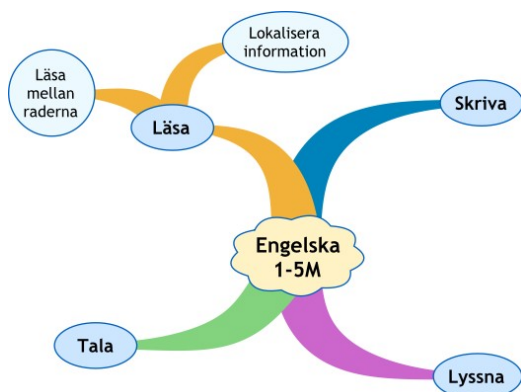 Lokalisera
information
Läsa
mellan
raderna
Läsa
Skriva
Engelska
1-5M
Tala
Lyssna